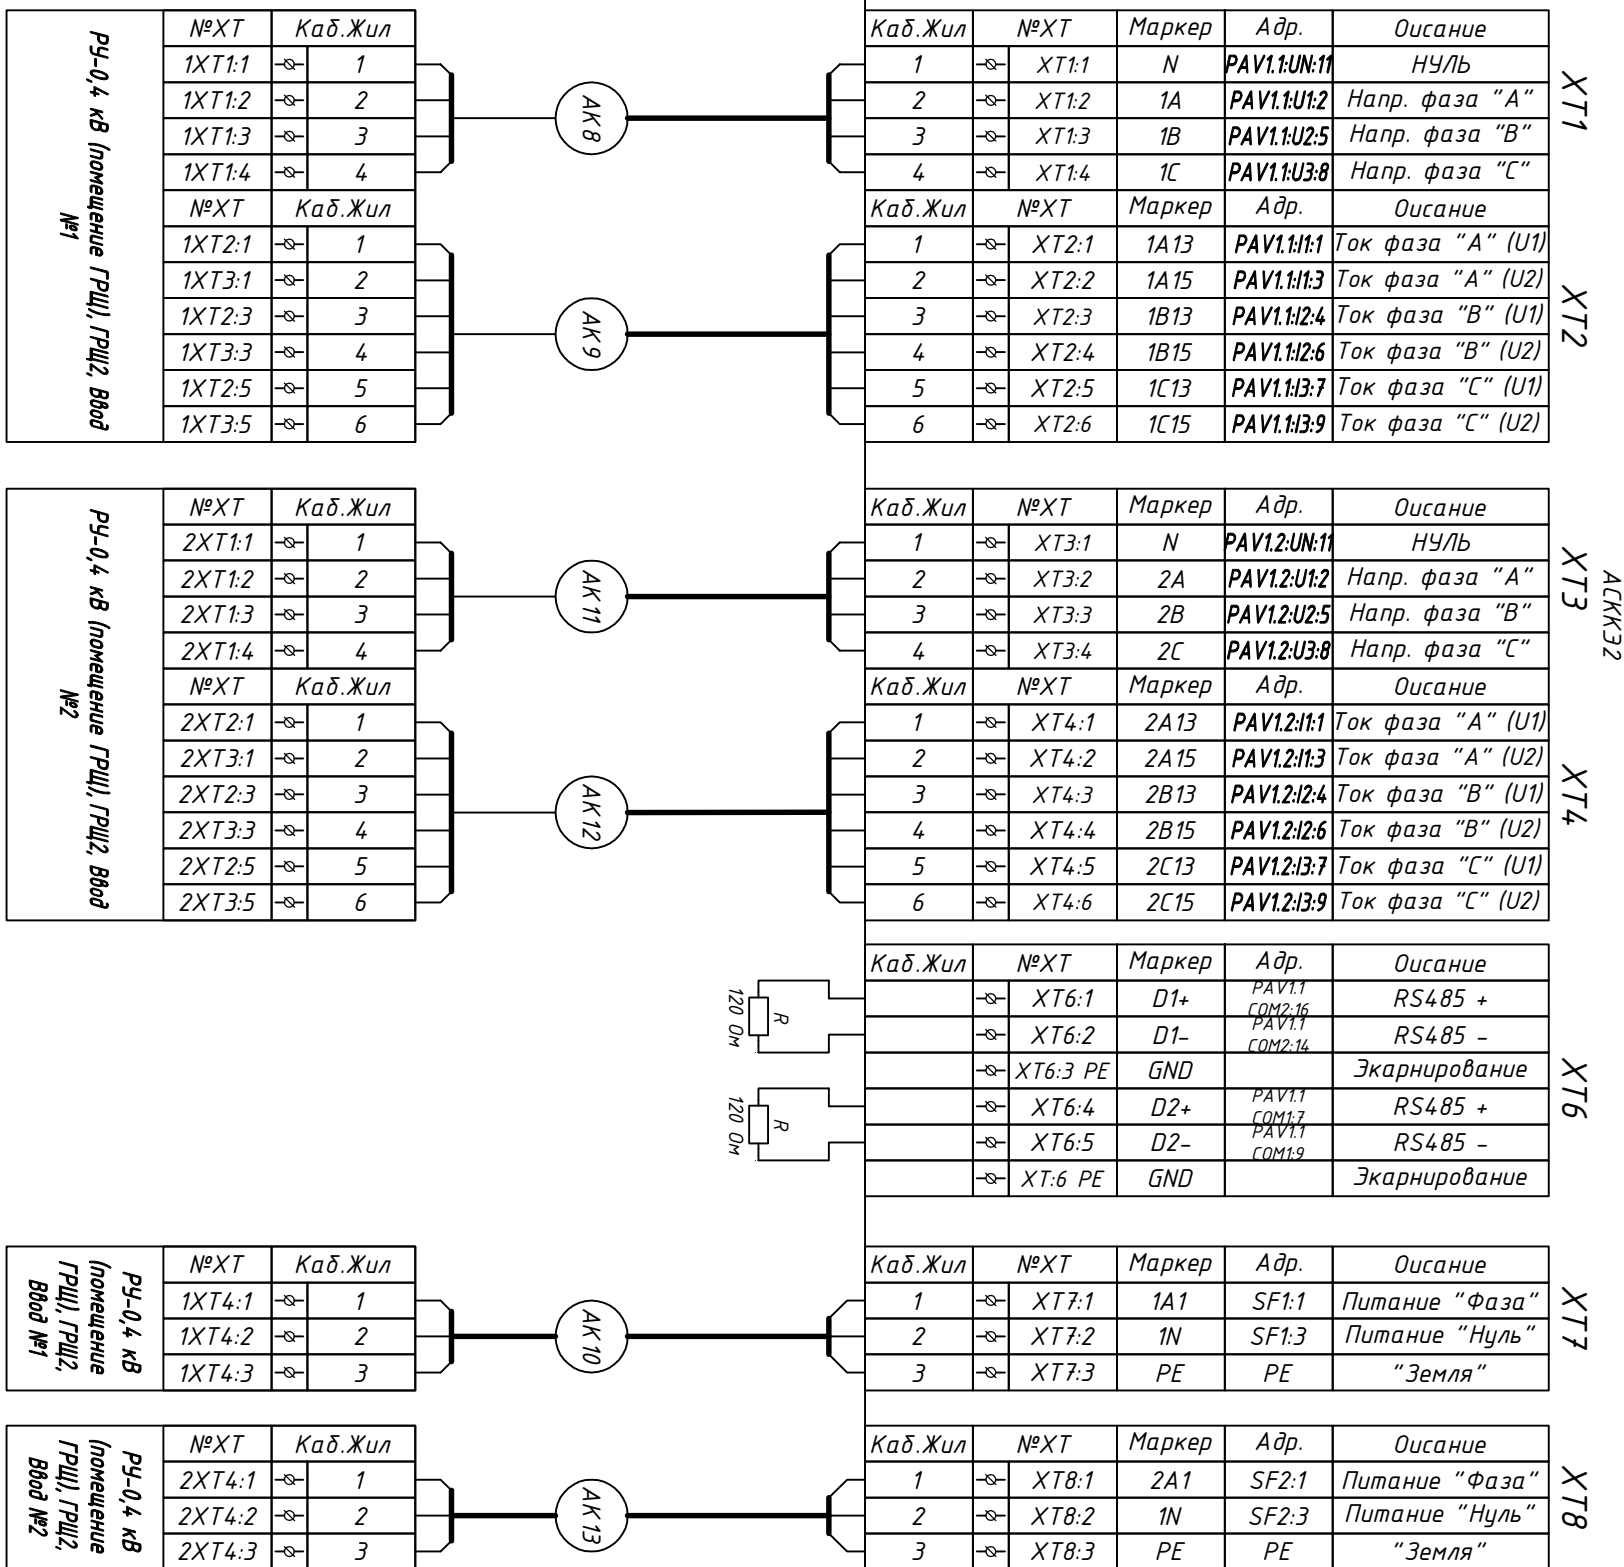 №XT Каб.Жил
1XT1:1 1
1XT1:2 2
1XT1:3 3
1XT1:4 4
№XT Каб.Жил
1XT2:1 1
1XT3:1 2
1XT2:3 3
1XT3:3 4
1XT2:5 5
1XT3:5 6
РУ-0,4 кВ (помещение ГРЩ), ГРЩ2, Ввод
№1
AK8
AK9
Каб.Жил №XT Маркер Адр. Оисание
1 XT1:1 N PAV1.1:UN:11 НУЛЬ
2 XT1:2 1A PAV1.1:U1:2 Напр. фаза "А"
3 XT1:3 1B PAV1.1:U2:5 Напр. фаза "В"
4 XT1:4 1C PAV1.1:U3:8 Напр. фаза "С"
XT1
Каб.Жил №XT Маркер Адр. Оисание
1 XT2:1 1A13 PAV1.1:I1:1 Ток фаза "А" (U1)
2 XT2:2 1A15 PAV1.1:I1:3 Ток фаза "А" (U2)
3 XT2:3 1B13 PAV1.1:I2:4 Ток фаза "В" (U1)
4 XT2:4 1B15 PAV1.1:I2:6 Ток фаза "В" (U2)
5 XT2:5 1C13 PAV1.1:I3:7 Ток фаза "С" (U1)
6 XT2:6 1C15 PAV1.1:I3:9 Ток фаза "С" (U2)
XT2
№XT Каб.Жил
2XT1:1 1
2XT1:2 2
2XT1:3 3
2XT1:4 4
№XT Каб.Жил
2XT2:1 1
2XT3:1 2
2XT2:3 3
2XT3:3 4
2XT2:5 5
2XT3:5 6
РУ-0,4 кВ (помещение ГРЩ), ГРЩ2, Ввод
№2
AK11
AK12
Каб.Жил №XT Маркер Адр. Оисание
1 XT3:1 N PAV1.2:UN:11 НУЛЬ
2 XT3:2 2A PAV1.2:U1:2 Напр. фаза "А"
3 XT3:3 2B PAV1.2:U2:5 Напр. фаза "В"
4 XT3:4 2C PAV1.2:U3:8 Напр. фаза "С"
XT3
АСККЭ2
Каб.Жил №XT Маркер Адр. Оисание
1 XT4:1 2A13 PAV1.2:I1:1 Ток фаза "А" (U1)
2 XT4:2 2A15 PAV1.2:I1:3 Ток фаза "А" (U2)
3 XT4:3 2B13 PAV1.2:I2:4 Ток фаза "В" (U1)
4 XT4:4 2B15 PAV1.2:I2:6 Ток фаза "В" (U2)
5 XT4:5 2C13 PAV1.2:I3:7 Ток фаза "С" (U1)
6 XT4:6 2C15 PAV1.2:I3:9 Ток фаза "С" (U2)
XT4
R
120 Ом
R
120 Ом
Каб.Жил №XT Маркер Адр. Оисание
XT6:1 D1+ PAV1.1 COM2:16 RS485 +
XT6:2 D1- PAV1.1 COM2:14 RS485 -
XT6:3 PE GND Экарнирование
XT6:4 D2+ PAV1.1 COM1:7 RS485 +
XT6:5 D2- PAV1.1 COM1:9 RS485 -
XT:6 PE GND Экарнирование
XT6
№XT Каб.Жил
1XT4:1 1
1XT4:2 2
1XT4:3 3
РУ-0,4 кВ
(помещение
ГРЩ), ГРЩ2,
Ввод №1
AK10
Каб.Жил №XT Маркер Адр. Оисание
1 XT7:1 1A1 SF1:1 Питание "Фаза"
2 XT7:2 1N SF1:3 Питание "Нуль"
3 XT7:3 PE PE "Земля"
XT7
№XT Каб.Жил
2XT4:1 1
2XT4:2 2
2XT4:3 3
РУ-0,4 кВ
(помещение
ГРЩ), ГРЩ2,
Ввод №2
AK13
Каб.Жил №XT Маркер Адр. Оисание
1 XT8:1 2A1 SF2:1 Питание "Фаза"
2 XT8:2 1N SF2:3 Питание "Нуль"
3 XT8:3 PE PE "Земля"
XT8